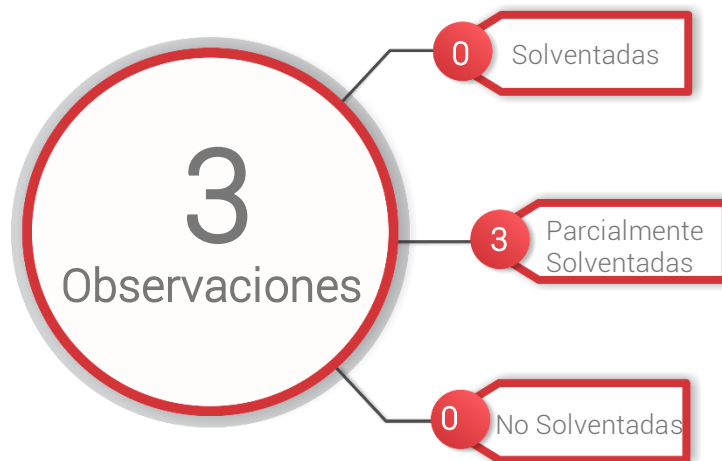 3
Observaciones
0
Solventadas
3
Parcialmente
Solventadas
0
No Solventadas